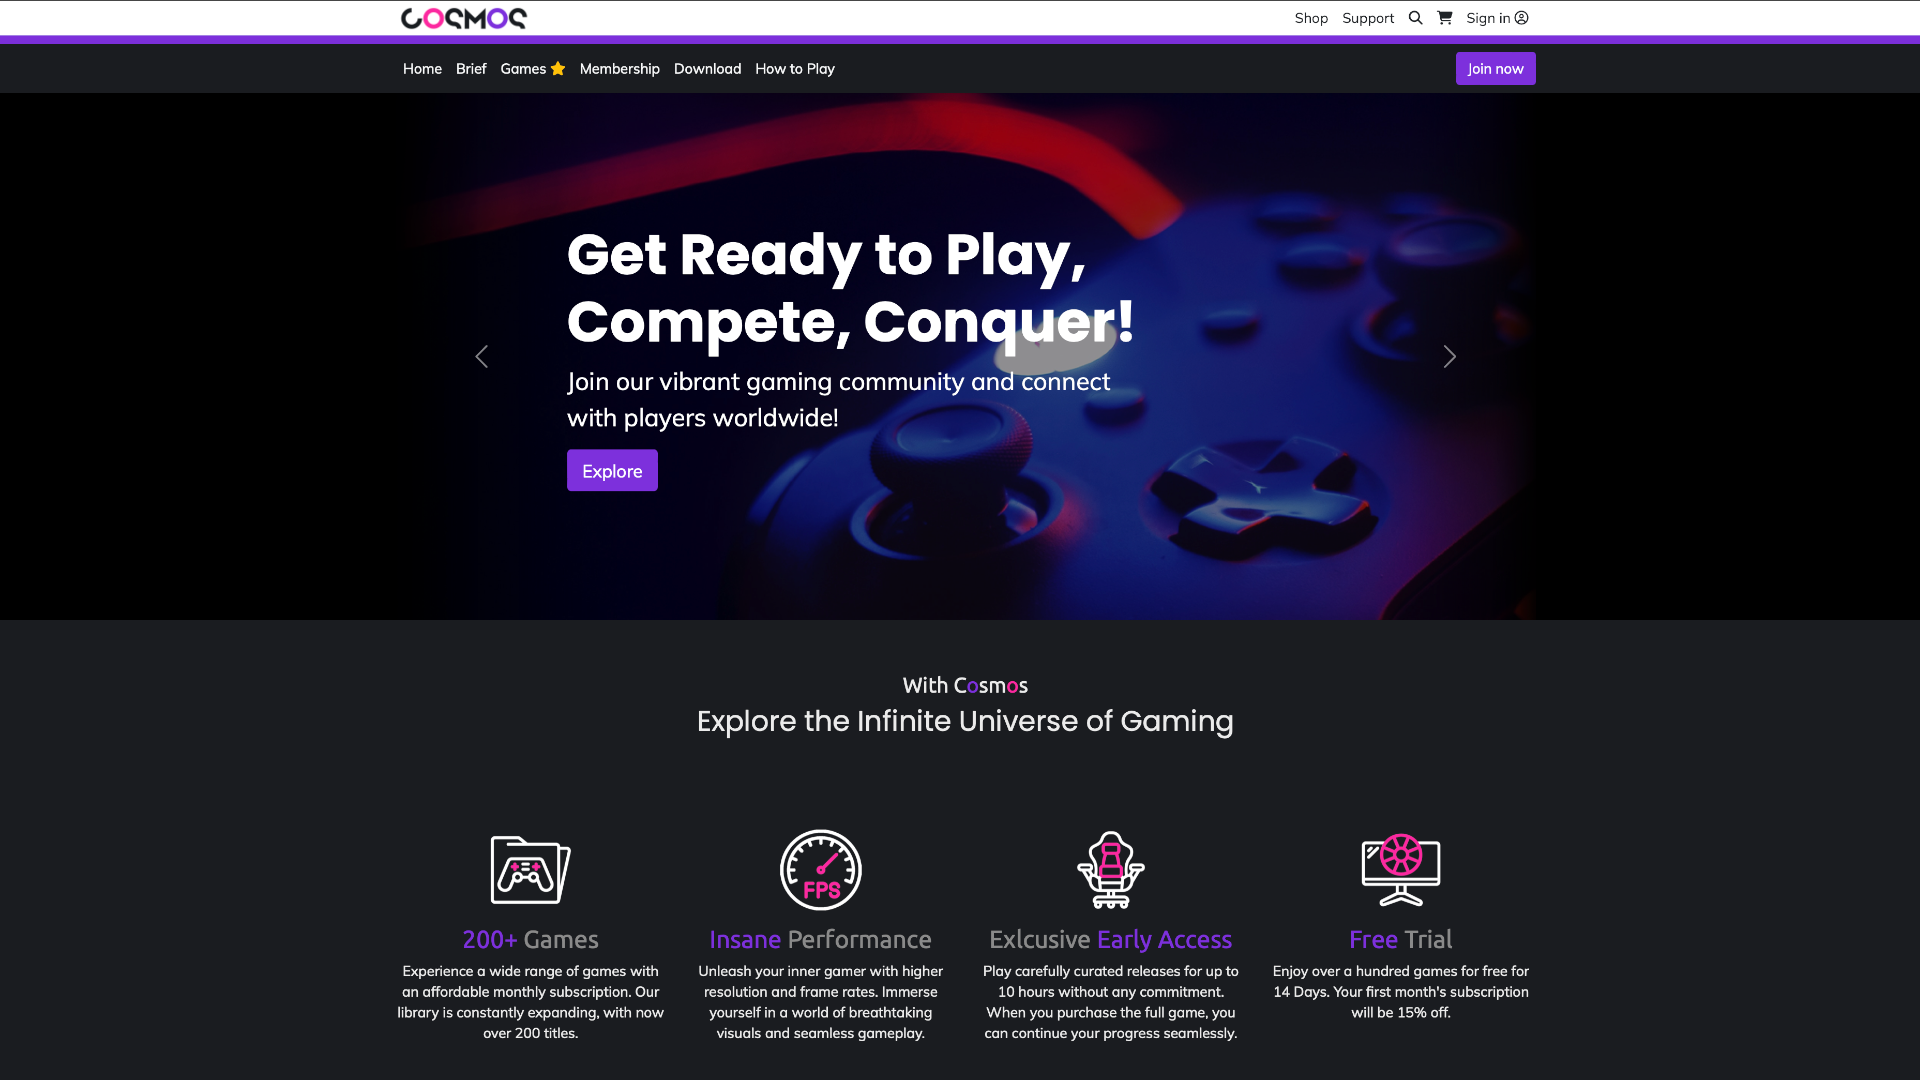 COSMOS
Shop Support Sign in
Home Brief Games Membership Download How to Play Join now
Get Ready to Play,
Compete, Conquer!
Join our vibrant gaming community and connect
with players worldwide!
Explore
With Cosmos
Explore the Infinite Universe of Gaming
FPS
200+ Games
Experience a wide range of games with
an affordable monthly subscription. Our
library is constantly expanding, with now
over 200 titles.
Insane Performance
Unleash your inner gamer with higher
resolution and frame rates. Immerse
yourself in a world of breathtaking
visuals and seamless gameplay.
Exlcusive Early Access
Play carefully curated releases for up to
10 hours without any commitment.
When you purchase the full game, you
can continue your progress seamlessly.
Free Trial
Enjoy over a hundred games for free for
14 Days. Your first month's subscription
will be 15% off.